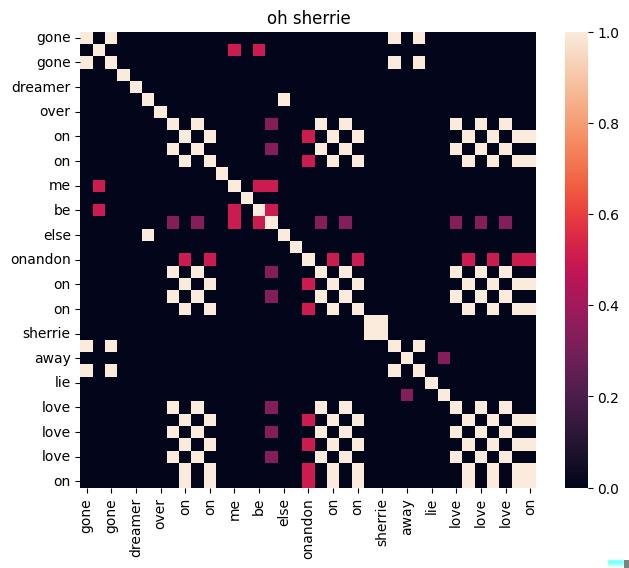 oh sherrie
gone
gone
dreamer
over
on
on
me
be
else
onandon
on
on
sherrie
away
lie
love
love
love
on
1.0
0.8
0.6
0.4
0.2
0.0
gone gone dreamer over on on me be else onandon on on sherrie away lie love love love on